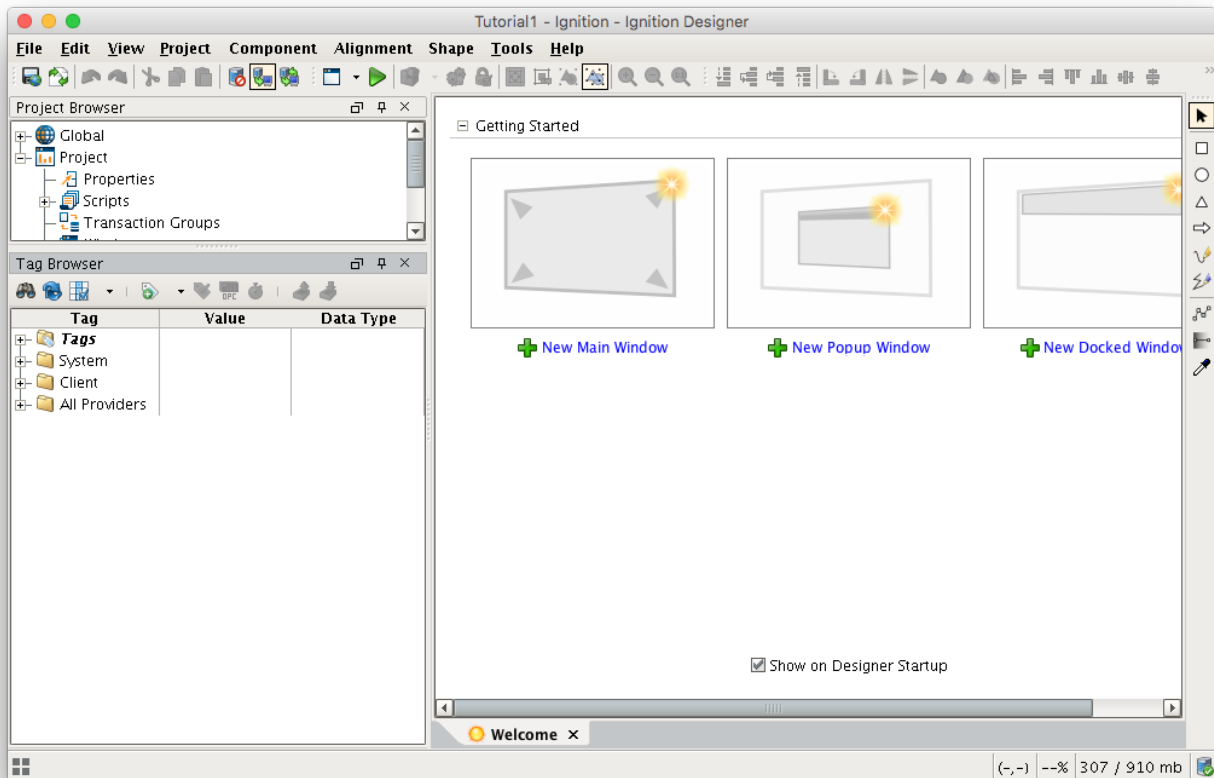 Tutorial1 - Ignition - Ignition Designer
File Edit View Project Component Alignment Shape Tools Help
Project Browser
Global
Project
Properties
Scripts
Transaction Groups
Tag Browser
OPC
Tag Value Data Type
Tags
System
Client
All Providers
Getting Started
New Main Window
New Popup Window
New Docked Window
Show on Designer Startup
Welcome
(-,-) --% 307 / 910 mb